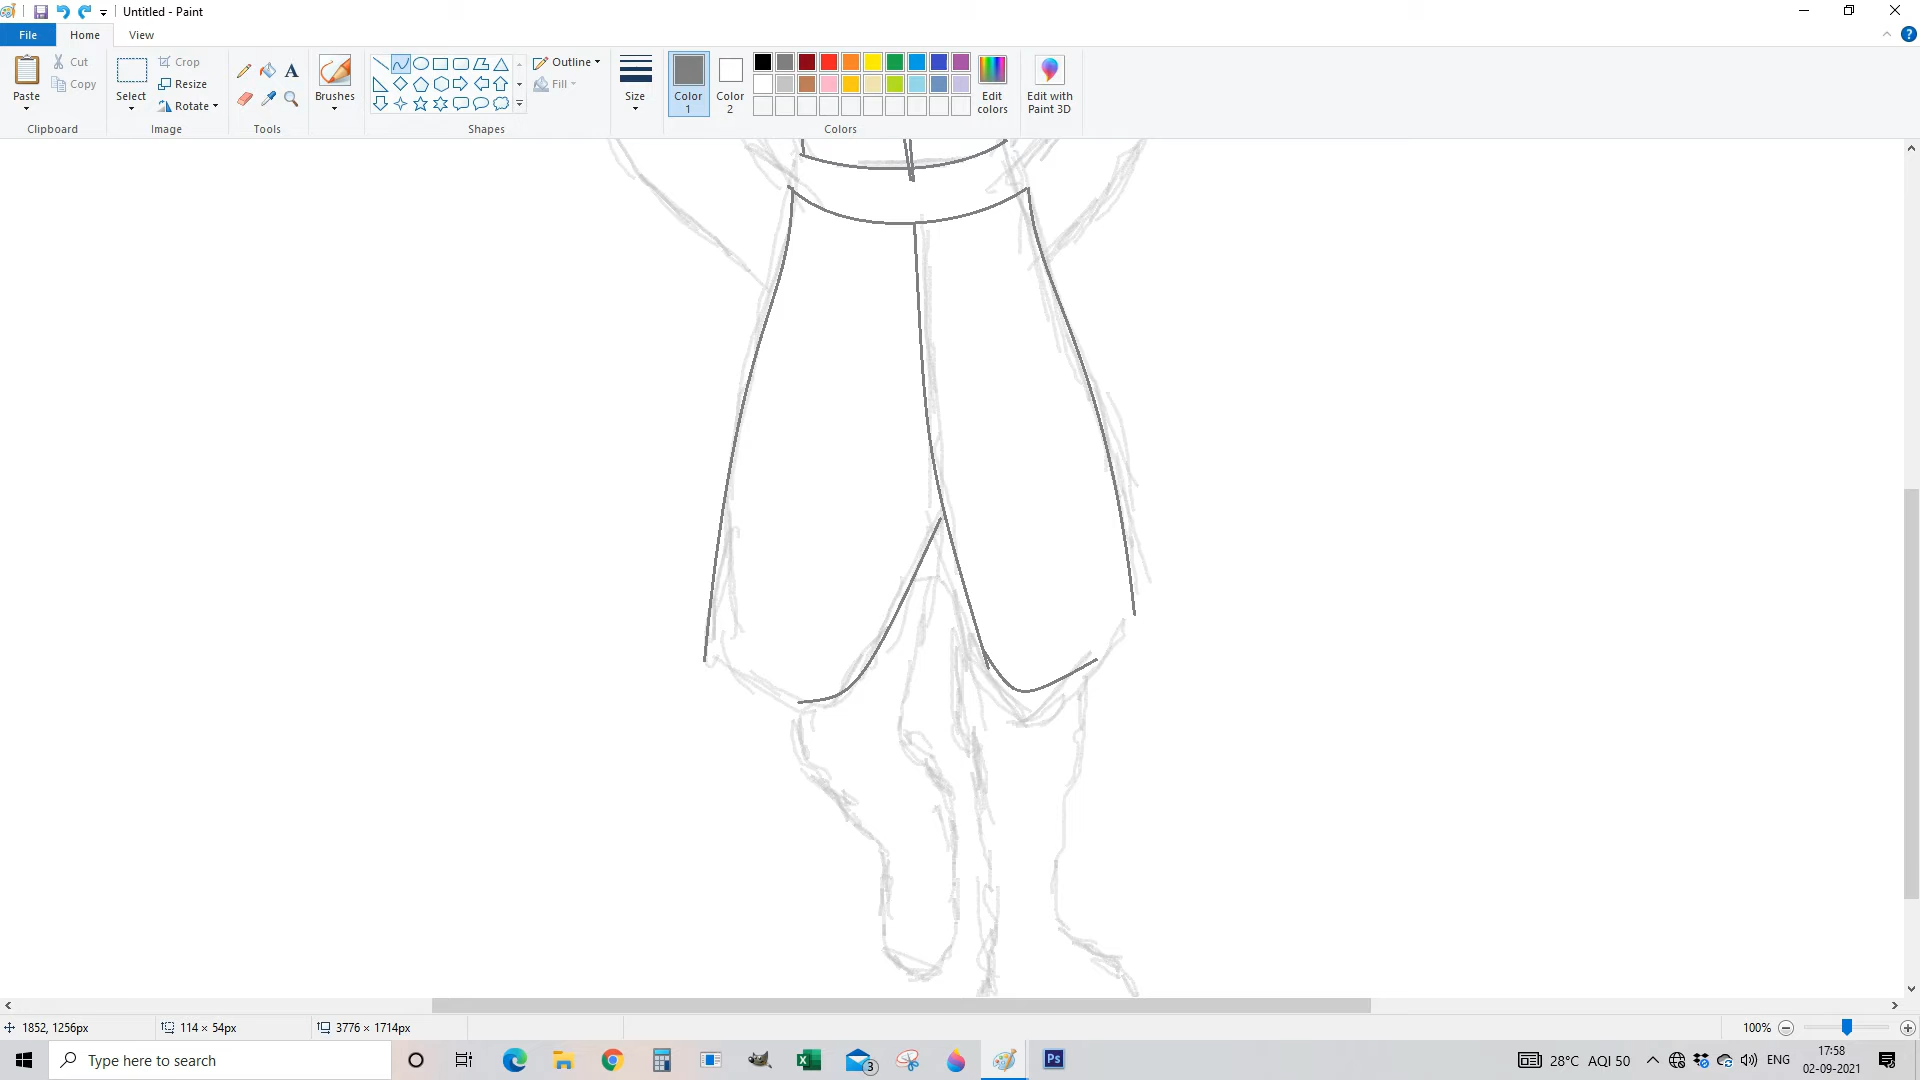 Untitled - Paint
File Home View
Cut
Copy
Paste
Clipboard
Crop
Resize
Rotate
Select
Image
Tools
Brushes
Shapes
Outline
Fill
Size
Color 1
Color 2
Edit colors
Colors
Edit with Paint 3D
1852, 1256px
114 × 54px
3776 × 1714px
100%
Type here to search
3
Ps
28°C AQI 50
ENG
17:58
02-09-2021